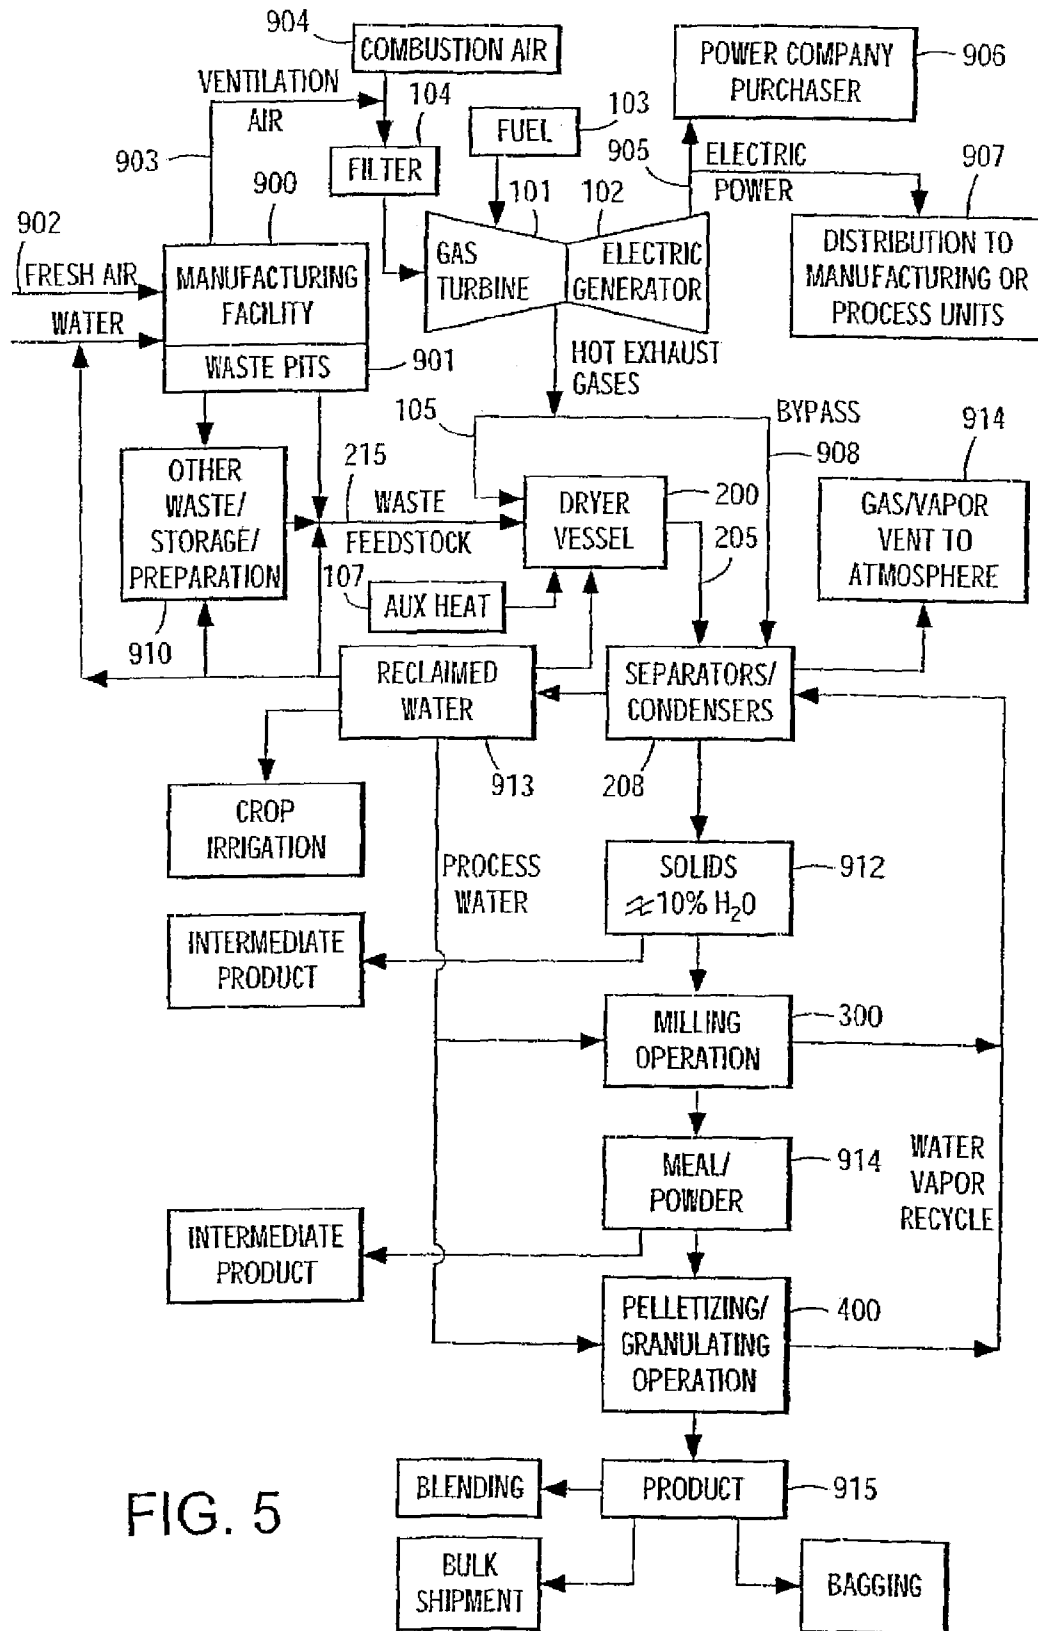 904
COMBUSTION AIR
VENTILATION
AIR
104
103
FUEL
POWER COMPANY
PURCHASER
906
903
900
FILTER
905
ELECTRIC
POWER
907
902
101
102
FRESH AIR
WATER
MANUFACTURING
FACILITY
WASTE PITS
901
GAS
TURBINE
ELECTRIC
GENERATOR
DISTRIBUTION TO
MANUFACTURING OR
PROCESS UNITS
HOT EXHAUST
GASES
105
BYPASS
914
908
OTHER
WASTE/
STORAGE/
PREPARATION
215
WASTE
FEEDSTOCK
DRYER
VESSEL
200
205
GAS/VAPOR
VENT TO
ATMOSPHERE
107
AUX HEAT
910
RECLAIMED
WATER
SEPARATORS/
CONDENSERS
913
208
CROP
IRRIGATION
PROCESS
WATER
SOLIDS
≉10% H₂O
912
INTERMEDIATE
PRODUCT
MILLING
OPERATION
300
MEAL/
POWDER
914
WATER
VAPOR
RECYCLE
INTERMEDIATE
PRODUCT
PELLETIZING/
GRANULATING
OPERATION
400
BLENDING
PRODUCT
915
FIG. 5
BULK
SHIPMENT
BAGGING